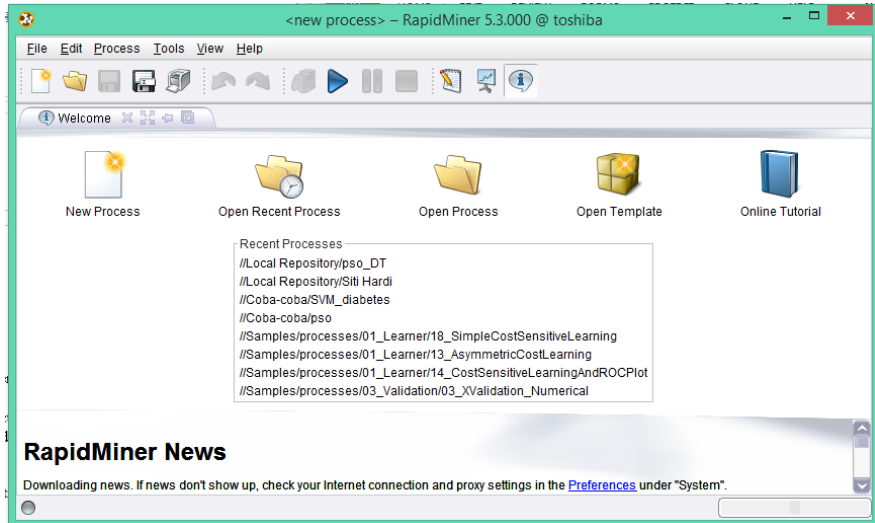 <new process> – RapidMiner 5.3.000 @ toshiba
File Edit Process Tools View Help
Welcome
New Process
Open Recent Process
Open Process
Open Template
Online Tutorial
Recent Processes
//Local Repository/pso_DT
//Local Repository/Siti Hardi
//Coba-coba/SVM_diabetes
//Coba-coba/pso
//Samples/processes/01_Learner/18_SimpleCostSensitiveLearning
//Samples/processes/01_Learner/13_AsymmetricCostLearning
//Samples/processes/01_Learner/14_CostSensitiveLearningAndROCPlot
//Samples/processes/03_Validation/03_XValidation_Numerical
RapidMiner News
Downloading news. If news don't show up, check your Internet connection and proxy settings in the Preferences under "System".